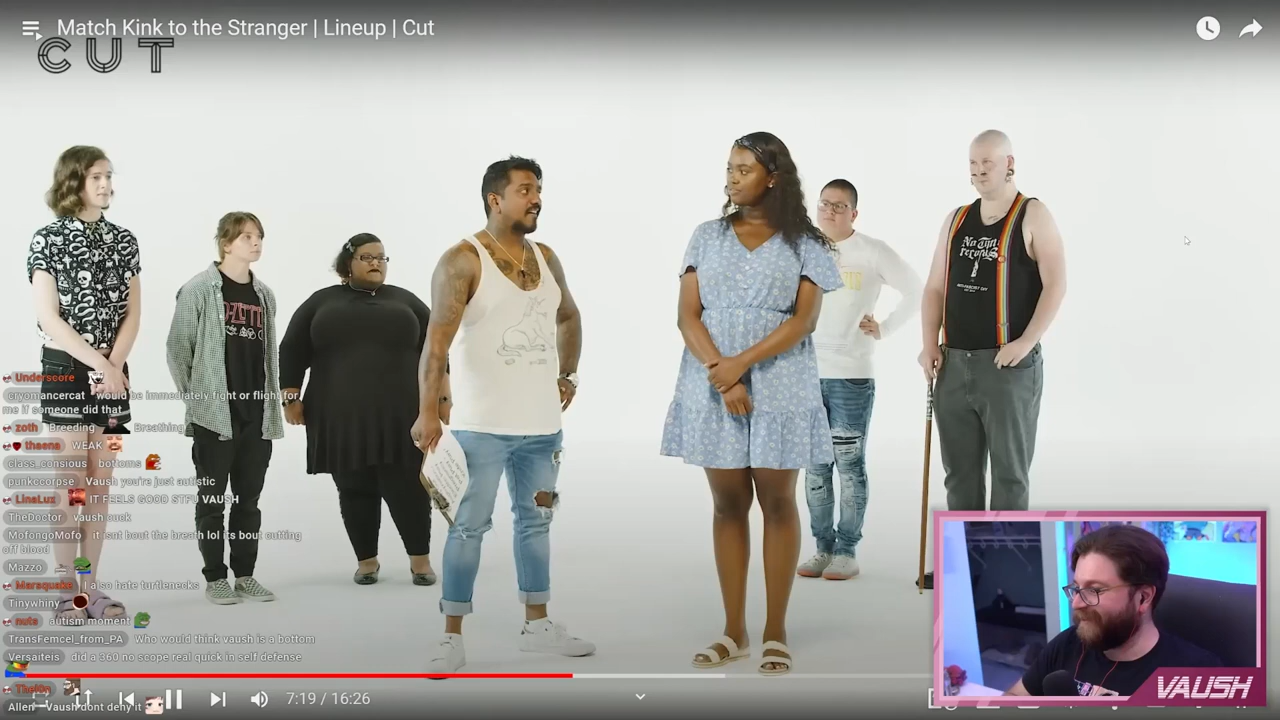 Match Kink to the Stranger | Lineup | Cut
CUT
Underscore
cryomancercat would be immediately fight or flight for
me if someone did that
zoth Breeding Breathing
thaena WEAK
class_consious bottoms
punkccorpse Vaush you're just autistic
LinaLux IT FEELS GOOD STFU VAUSH
TheDoctor vaush cuck
MofongoMofo it isnt bout the breath lol its bout cutting
off blood
Mazzo
Marsquake I also hate turtlenecks
Tinywhiny
nuts autism moment
TransFemcel_from_PA Who would think vaush is a bottom
Versaiteis did a 360 no scope real quick in self defense
Allen Vaush dont deny it
7:19 / 16:26
VAUSH